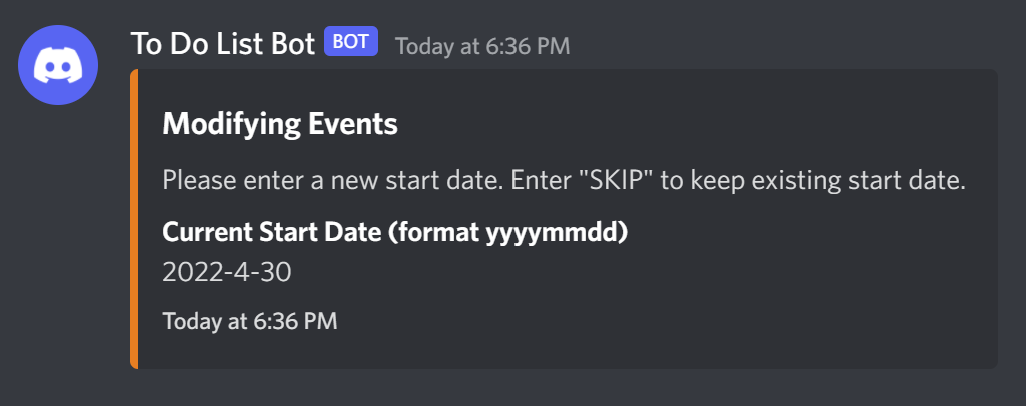 To Do List Bot BOT Today at 6:36 PM
Modifying Events
Please enter a new start date. Enter "SKIP" to keep existing start date.
Current Start Date (format yyyymmdd)
2022-4-30
Today at 6:36 PM